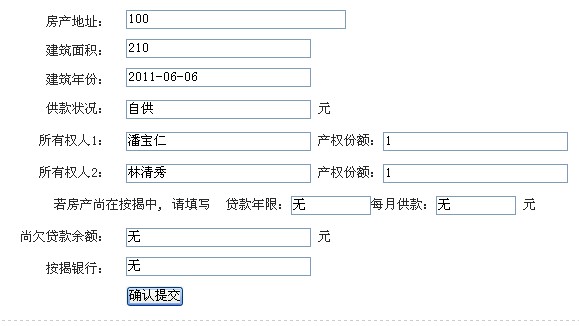 房产地址： 100
建筑面积： 210
建筑年份： 2011-06-06
供款状况： 自供 元
所有权人1： 潘宝仁 产权份额： 1
所有权人2： 林清秀 产权份额： 1
若房产尚在按揭中，请填写 贷款年限： 无 每月供款： 无 元
尚欠贷款余额： 无 元
按揭银行： 无
确认提交